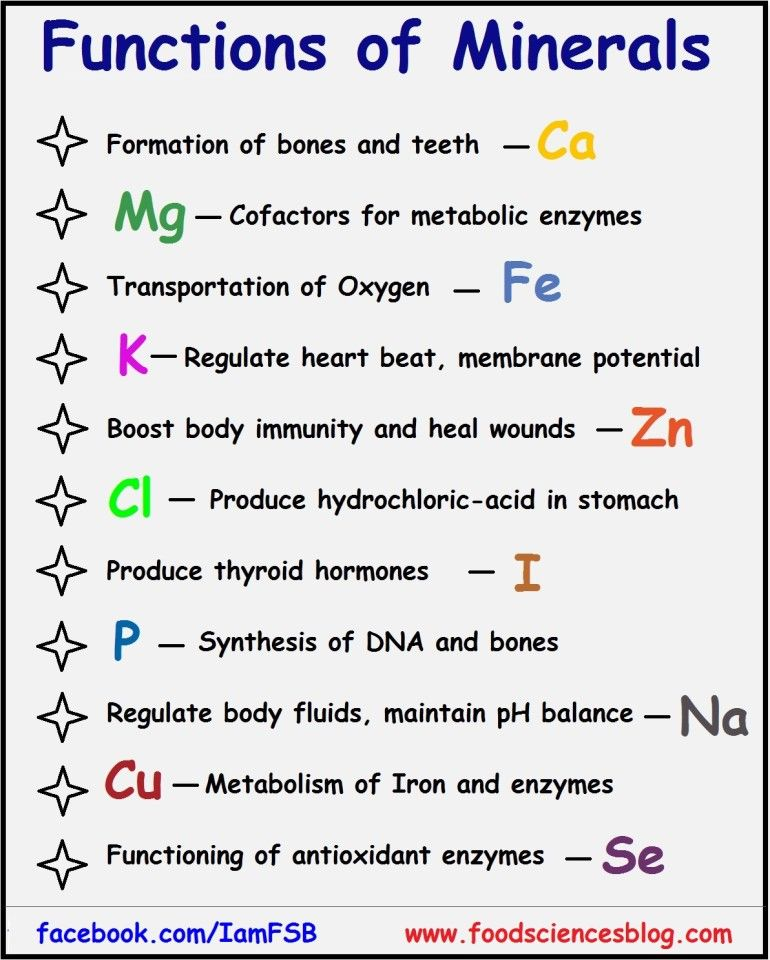 Functions of Minerals
Formation of bones and teeth — Ca
Mg — Cofactors for metabolic enzymes
Transportation of Oxygen — Fe
K — Regulate heart beat, membrane potential
Boost body immunity and heal wounds — Zn
Cl — Produce hydrochloric-acid in stomach
Produce thyroid hormones — I
P — Synthesis of DNA and bones
Regulate body fluids, maintain pH balance — Na
Cu — Metabolism of Iron and enzymes
Functioning of antioxidant enzymes — Se
facebook.com/IamFSB www.foodsciencesblog.com